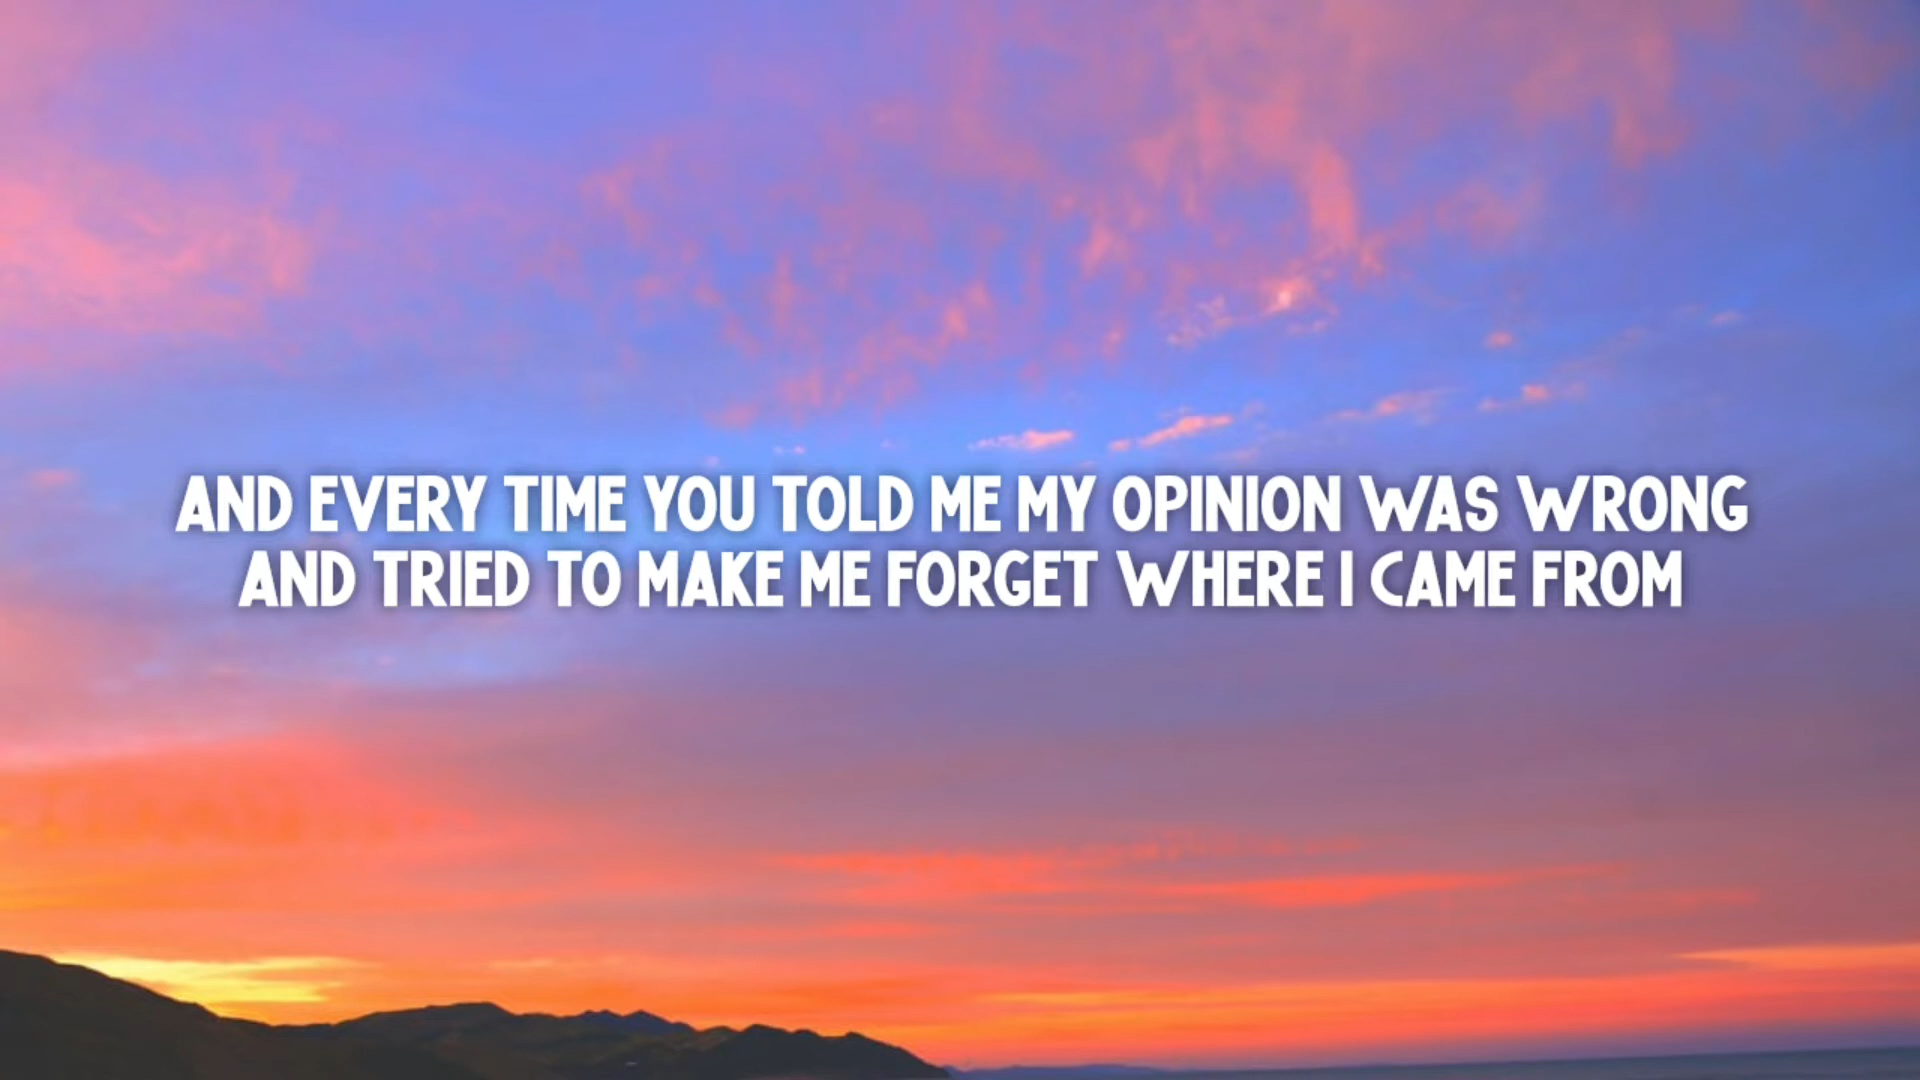 AND EVERY TIME YOU TOLD ME MY OPINION WAS WRONG
AND TRIED TO MAKE ME FORGET WHERE I CAME FROM